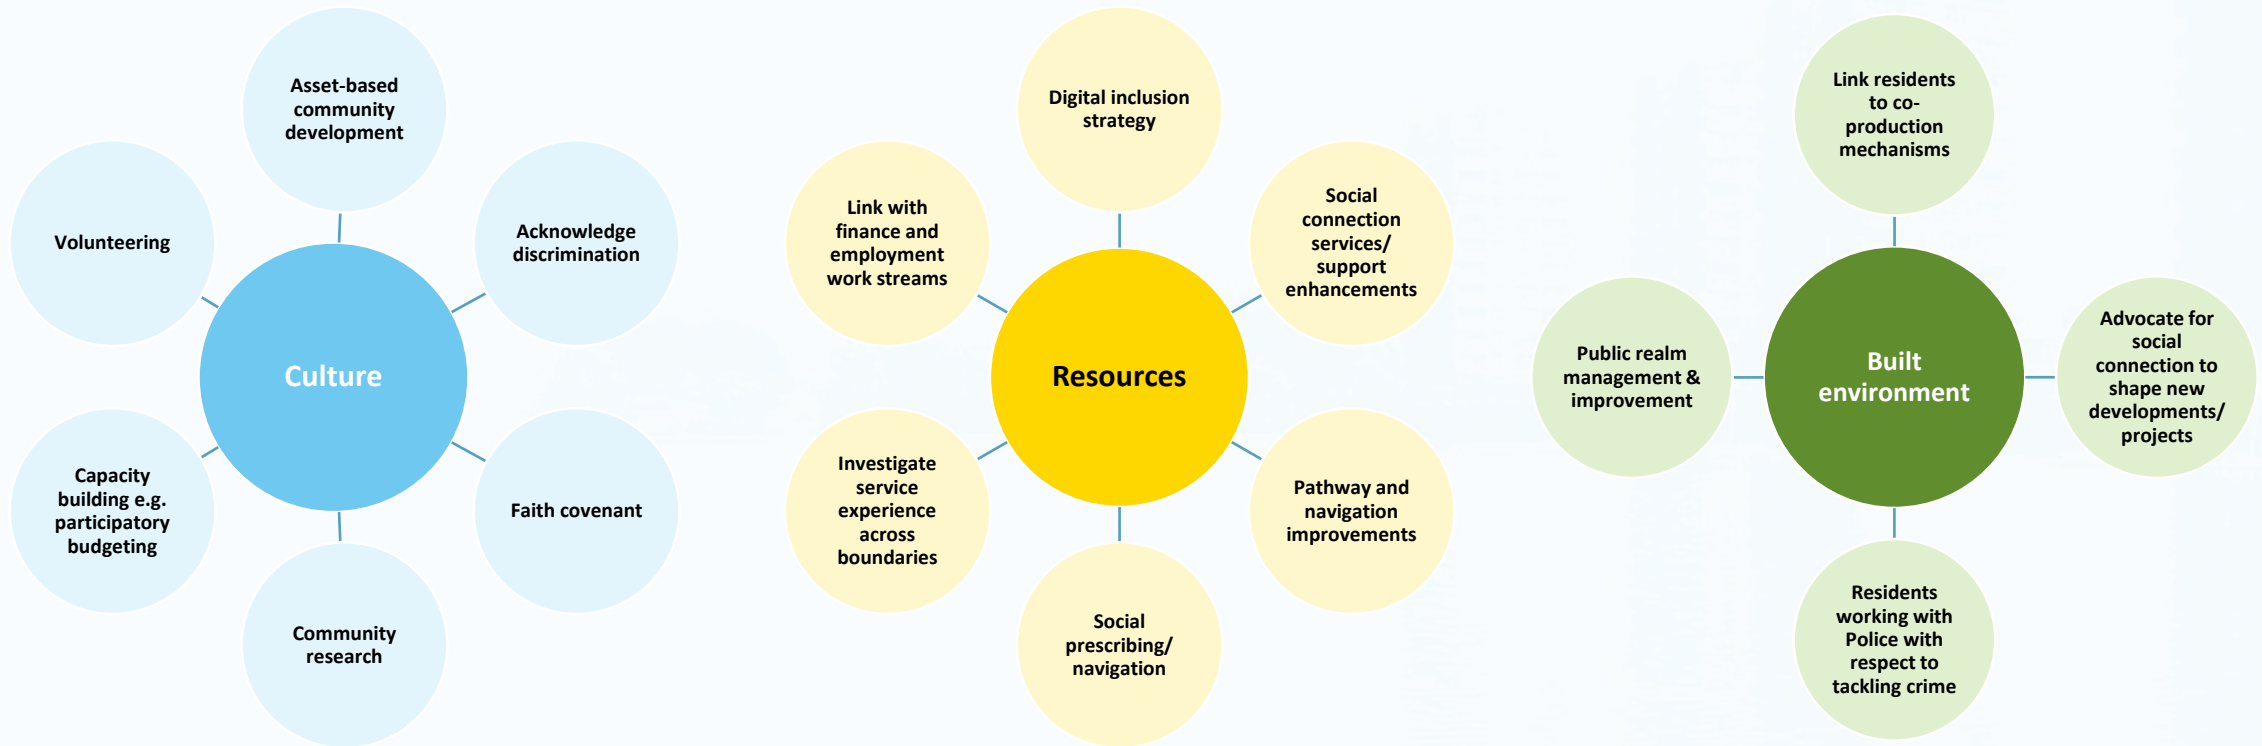 Culture
Asset-based
community
development
Acknowledge
discrimination
Faith covenant
Community
research
Capacity
building e.g.
participatory
budgeting
Volunteering
Resources
Digital inclusion
strategy
Social
connection
services/
support
enhancements
Pathway and
navigation
improvements
Social
prescribing/
navigation
Investigate
service
experience
across
boundaries
Link with
finance and
employment
work streams
Built
environment
Link residents
to co-
production
mechanisms
Advocate for
social
connection to
shape new
developments/
projects
Residents
working with
Police with
respect to
tackling crime
Public realm
management &
improvement